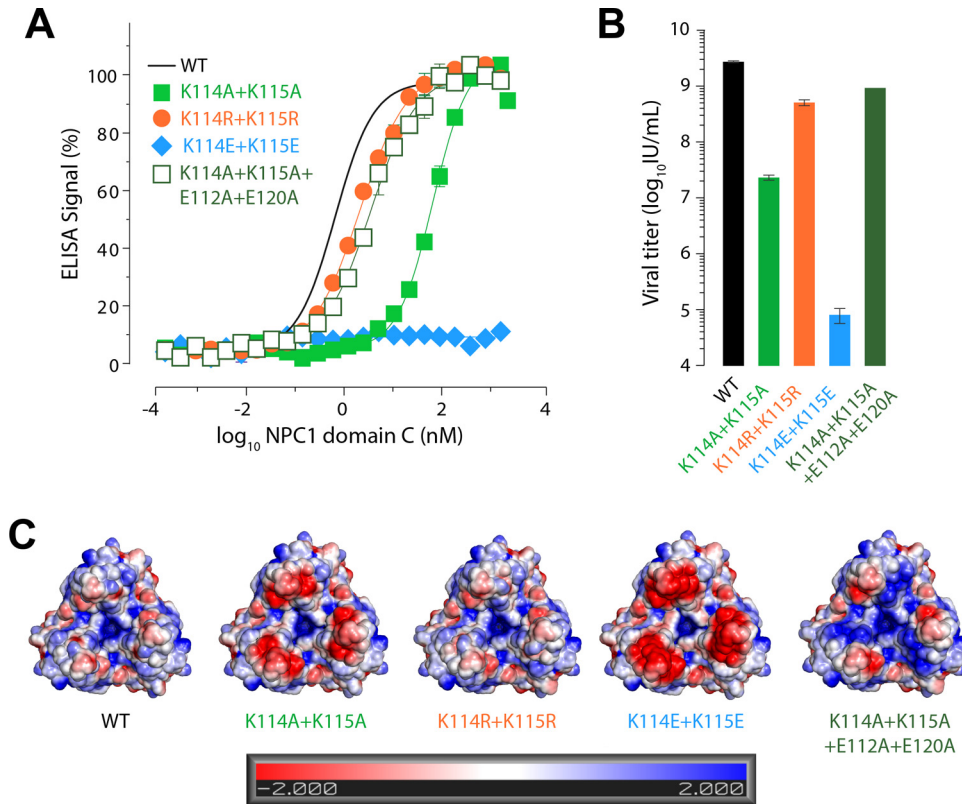 A
WT
K114A+K115A
K114R+K115R
K114E+K115E
K114A+K115A+
E112A+E120A
ELISA Signal (%)
100
80
60
40
20
0
-4
-2
0
2
4
log10 NPC1 domain C (nM)
B
Viral titer (log10IU/mL)
10
9
8
7
6
5
4
WT
K114A+K115A
K114R+K115R
K114E+K115E
K114A+K115A
+E112A+E120A
C
WT
K114A+K115A
K114R+K115R
K114E+K115E
K114A+K115A
+E112A+E120A
-2.000
2.000